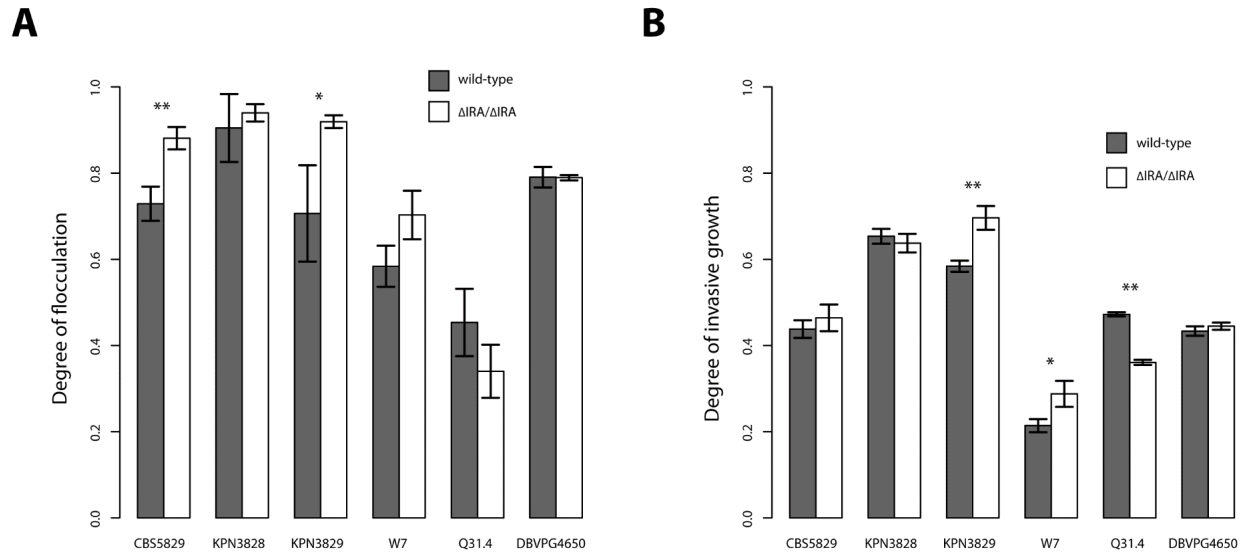 A
Degree of flocculation
0.0 0.2 0.4 0.6 0.8 1.0
wild-type
ΔIRA/ΔIRA
**
*
CBS5829 KPN3828 KPN3829 W7 Q31.4 DBVPG4650
B
Degree of invasive growth
0.0 0.2 0.4 0.6 0.8 1.0
wild-type
ΔIRA/ΔIRA
**
*
**
CBS5829 KPN3828 KPN3829 W7 Q31.4 DBVPG4650